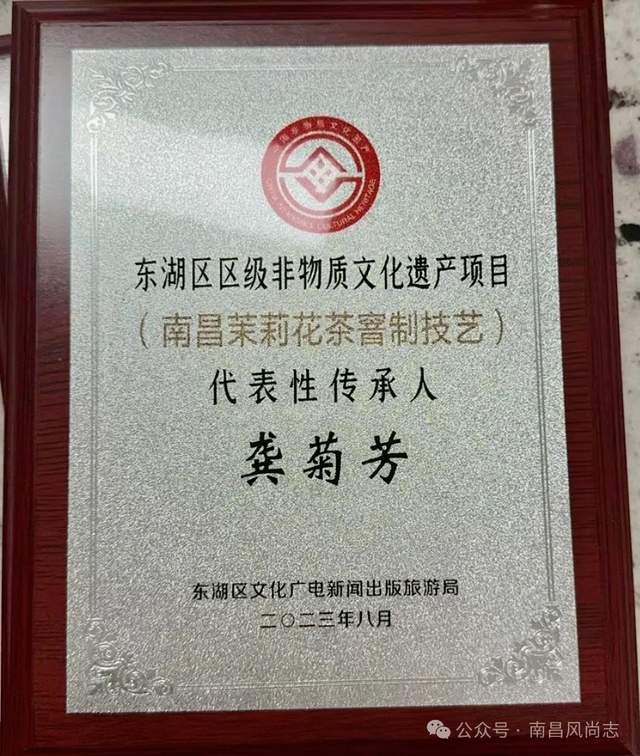 东湖区区级非物质文化遗产项目
（南昌茉莉花茶窨制技艺）
代表性传承人
龚菊芳
东湖区文化广电新闻出版旅游局
二〇二三年八月
公众号·南昌风尚志